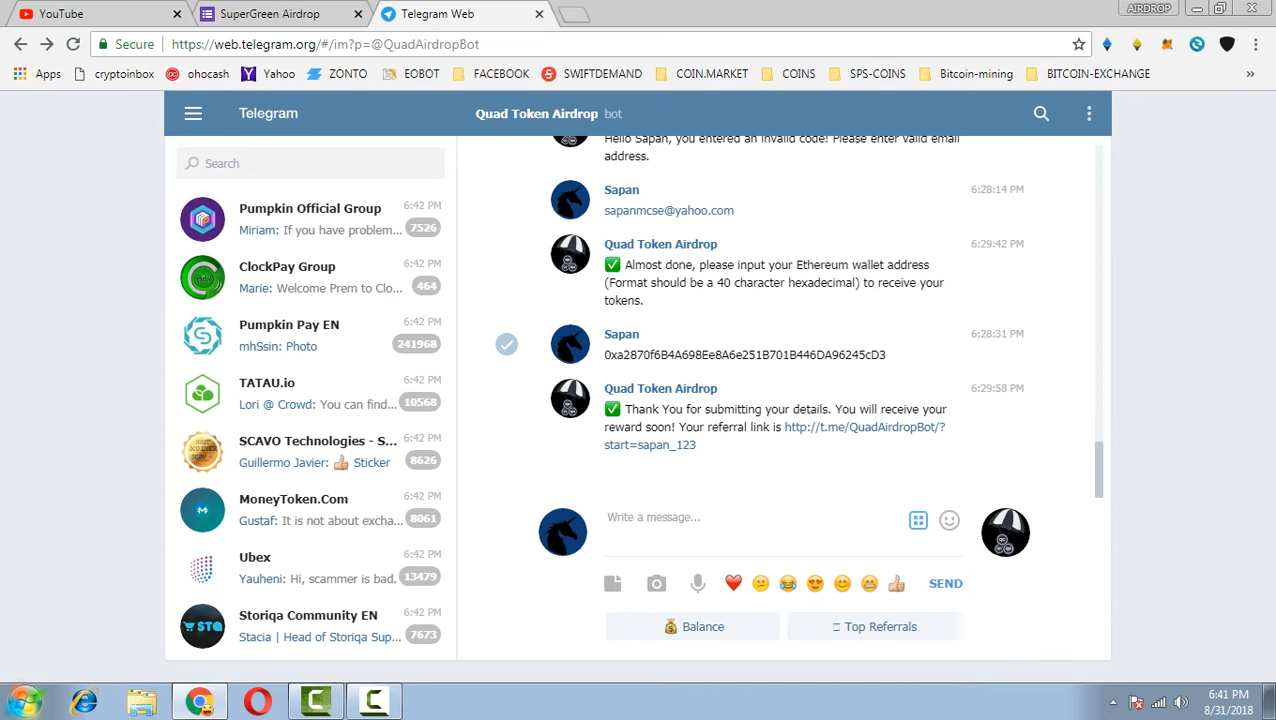 YouTube
SuperGreen Airdrop
Telegram Web
AIRDROP
Secure
https://web.telegram.org/#/im?p=@QuadAirdropBot
Apps
cryptoinbox
ohocash
Yahoo
ZONTO
EOBOT
FACEBOOK
SWIFTDEMAND
COIN.MARKET
COINS
SPS-COINS
Bitcoin-mining
BITCOIN-EXCHANGE
»
Telegram
Quad Token Airdrop bot
Search
Pumpkin Official Group 6:42 PM
Miriam: If you have problem... 7526
ClockPay Group 6:42 PM
Marie: Welcome Prem to Clo... 464
Pumpkin Pay EN 6:42 PM
mhSsin: Photo 241968
TATAU.io 6:42 PM
Lori @ Crowd: You can find... 10568
SCAVO Technologies - S... 6:42 PM
Guillermo Javier: 👍 Sticker 8626
MoneyToken.Com 6:42 PM
Gustaf: It is not about excha... 8061
Ubex 6:42 PM
Yauheni: Hi, scammer is bad. 13479
Storiqa Community EN 6:42 PM
Stacia | Head of Storiqa Sup... 7673
Hello Sapan, you entered an invalid code! Please enter valid email
address.
Sapan 6:28:14 PM
sapanmcse@yahoo.com
Quad Token Airdrop 6:29:42 PM
✅ Almost done, please input your Ethereum wallet address
(Format should be a 40 character hexadecimal) to receive your
tokens.
Sapan 6:28:31 PM
0xa2870f6B4A698Ee8A6e251B701B446DA96245cD3
Quad Token Airdrop 6:29:58 PM
✅ Thank You for submitting your details. You will receive your
reward soon! Your referral link is http://t.me/QuadAirdropBot/?
start=sapan_123
Write a message...
SEND
💰 Balance
Top Referrals
6:41 PM
8/31/2018